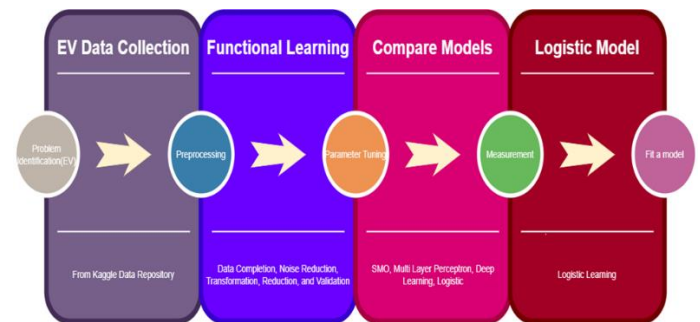 EV Data Collection
Functional Learning
Compare Models
Logistic Model
Problem
Identification(EV)
Preprocessing
Parameter Tuning
Measurement
Fit a model
From Kaggle Data Repository
Data Completion, Noise Reduction,
Transformation, Reduction, and Validation
SMO, Multi Layer Perceptron, Deep
Learning, Logistic
Logistic Learning